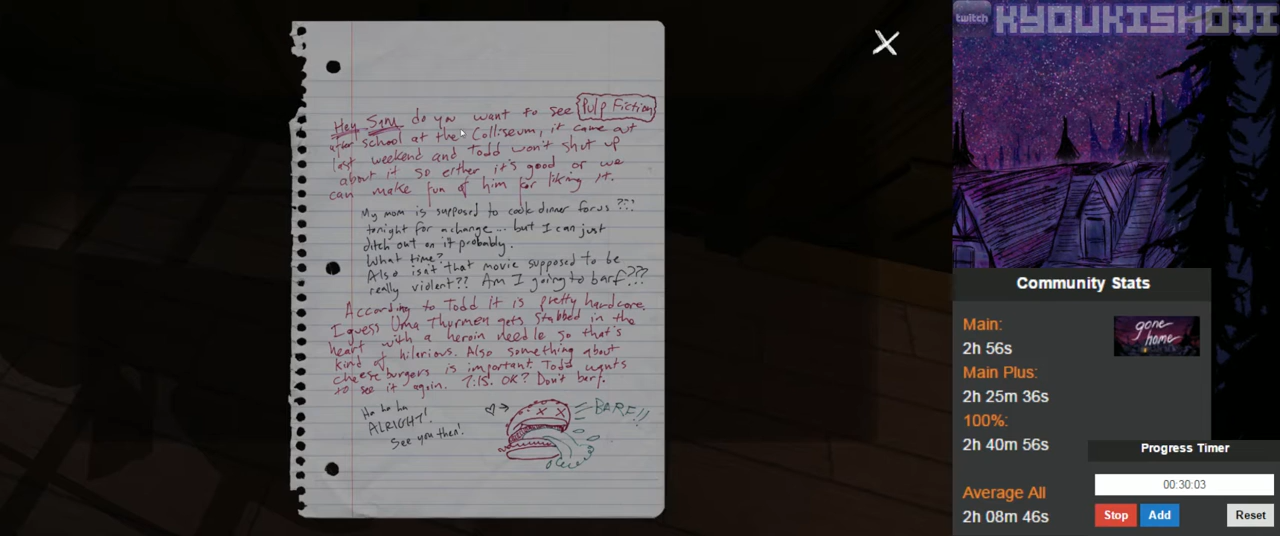 Hey Sam do you want to see Pulp Fiction
after school at the Colliseum, it came out
last weekend and Todd won't shut up
about it so either it's good or we
can make fun of him for liking it.
My mom is supposed to cook dinner for us???
tonight for a change... but I can just
ditch out on it probably.
What time?
Also isn't that movie supposed to be
really violent?? Am I going to barf???
According to Todd it is pretty hardcore.
I guess Uma Thurmen gets stabbed in the
heart with a heroin needle so that's
kind of hilarious. Also something about
cheeseburgers is important. Todd wants
to see it again. 7:15. OK? Don't barf.
Ha ha ha
ALRIGHT!
See you then!
BARF!!
twitch
KYOUKISHOJI
Community Stats
Main:
2h 56s
gone
home
Main Plus:
2h 25m 36s
100%:
2h 40m 56s
Average All
2h 08m 46s
Progress Timer
00:30:03
Stop
Add
Reset